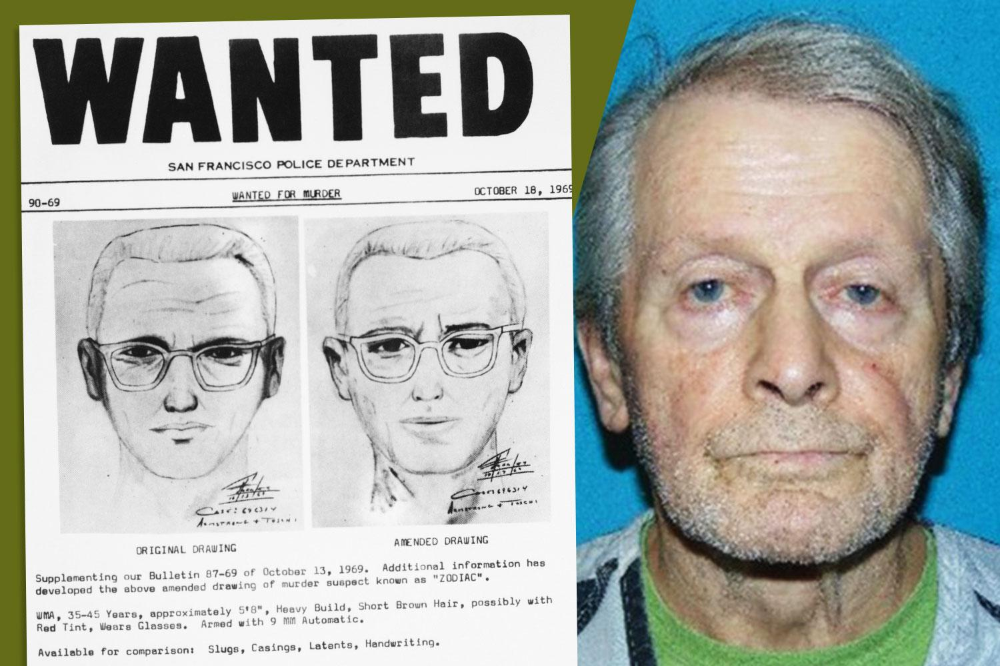 WANTED
SAN FRANCISCO POLICE DEPARTMENT
90-69 WANTED FOR MURDER OCTOBER 18, 1969
Case: 696314
ARMSTRONG + TOSCHI
Case: 696314
ARMSTRONG + TOSCHI
ORIGINAL DRAWING AMENDED DRAWING
Supplementing our Bulletin 87-69 of October 13, 1969. Additional information has
developed the above amended drawing of murder suspect known as "ZODIAC".
WMA, 35-45 Years, approximately 5'8", Heavy Build, Short Brown Hair, possibly with
Red Tint, Wears Glasses. Armed with 9 MM Automatic.
Available for comparison: Slugs, Casings, Latents, Handwriting.